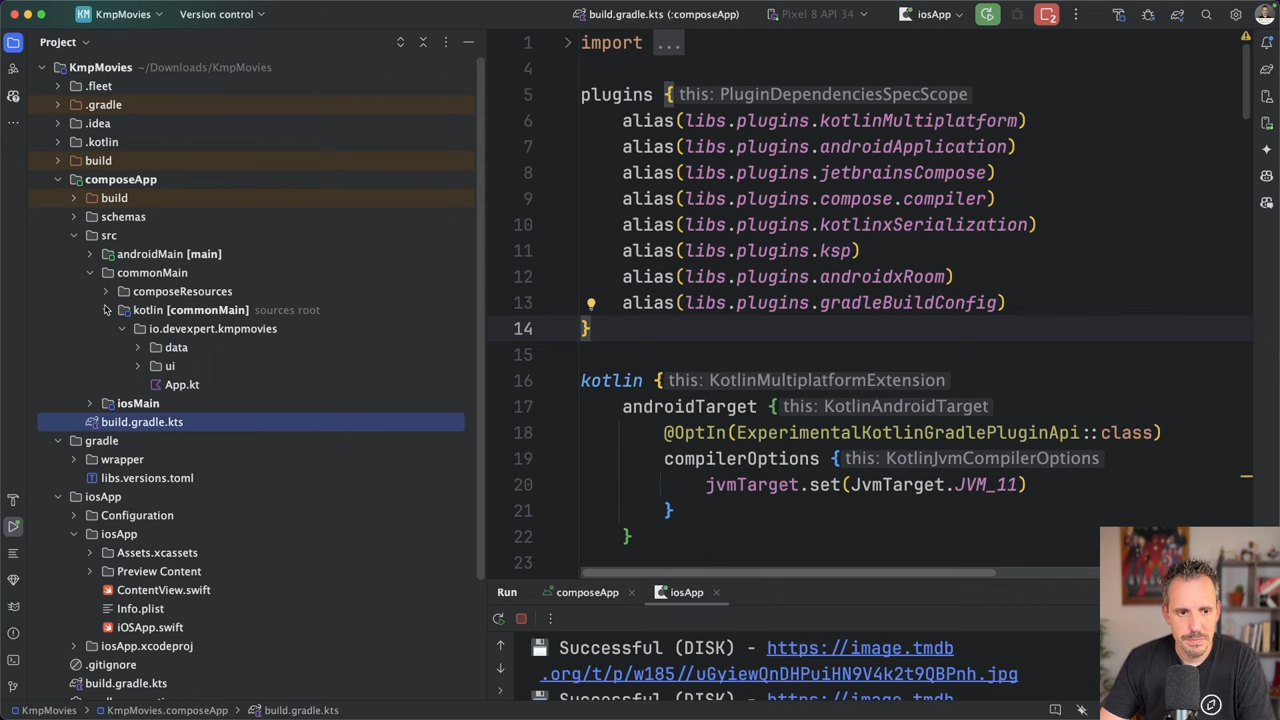 KM KmpMovies
Version control
build.gradle.kts (:composeApp)
Pixel 8 API 34
iosApp
2
Project
KmpMovies ~/Downloads/KmpMovies
.fleet
.gradle
.idea
.kotlin
build
composeApp
build
schemas
src
androidMain [main]
commonMain
composeResources
kotlin [commonMain] sources root
io.devexpert.kmpmovies
data
ui
App.kt
iosMain
build.gradle.kts
gradle
wrapper
libs.versions.toml
iosApp
Configuration
iosApp
Assets.xcassets
Preview Content
ContentView.swift
Info.plist
iOSApp.swift
iosApp.xcodeproj
.gitignore
build.gradle.kts
1 import ...
4
5 plugins { this: PluginDependenciesSpecScope
6 alias(libs.plugins.kotlinMultiplatform)
7 alias(libs.plugins.androidApplication)
8 alias(libs.plugins.jetbrainsCompose)
9 alias(libs.plugins.compose.compiler)
10 alias(libs.plugins.kotlinxSerialization)
11 alias(libs.plugins.ksp)
12 alias(libs.plugins.androidxRoom)
13 alias(libs.plugins.gradleBuildConfig)
14 }
15
16 kotlin { this: KotlinMultiplatformExtension
17 androidTarget { this: KotlinAndroidTarget
18 @OptIn(ExperimentalKotlinGradlePluginApi::class)
19 compilerOptions { this: KotlinJvmCompilerOptions
20 jvmTarget.set(JvmTarget.JVM_11)
21 }
22 }
23
Run
composeApp
iosApp
Successful (DISK) - https://image.tmdb
.org/t/p/w185//uGyiewQnDHPuiHN9V4k2t9QBPnh.jpg
Successful (DISK) - https://image.tmdb
KmpMovies > KmpMovies.composeApp > build.gradle.kts